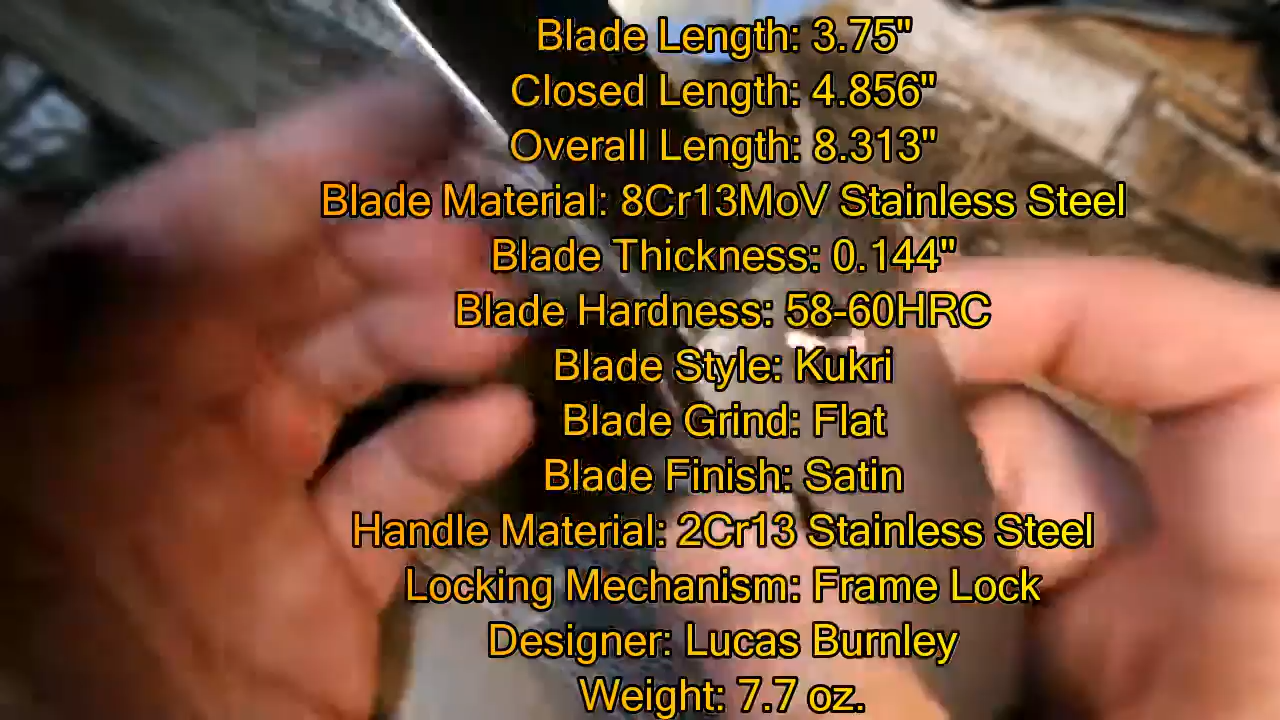 Blade Length: 3.75"
Closed Length: 4.856"
Overall Length: 8.313"
Blade Material: 8Cr13MoV Stainless Steel
Blade Thickness: 0.144"
Blade Hardness: 58-60HRC
Blade Style: Kukri
Blade Grind: Flat
Blade Finish: Satin
Handle Material: 2Cr13 Stainless Steel
Locking Mechanism: Frame Lock
Designer: Lucas Burnley
Weight: 7.7 oz.